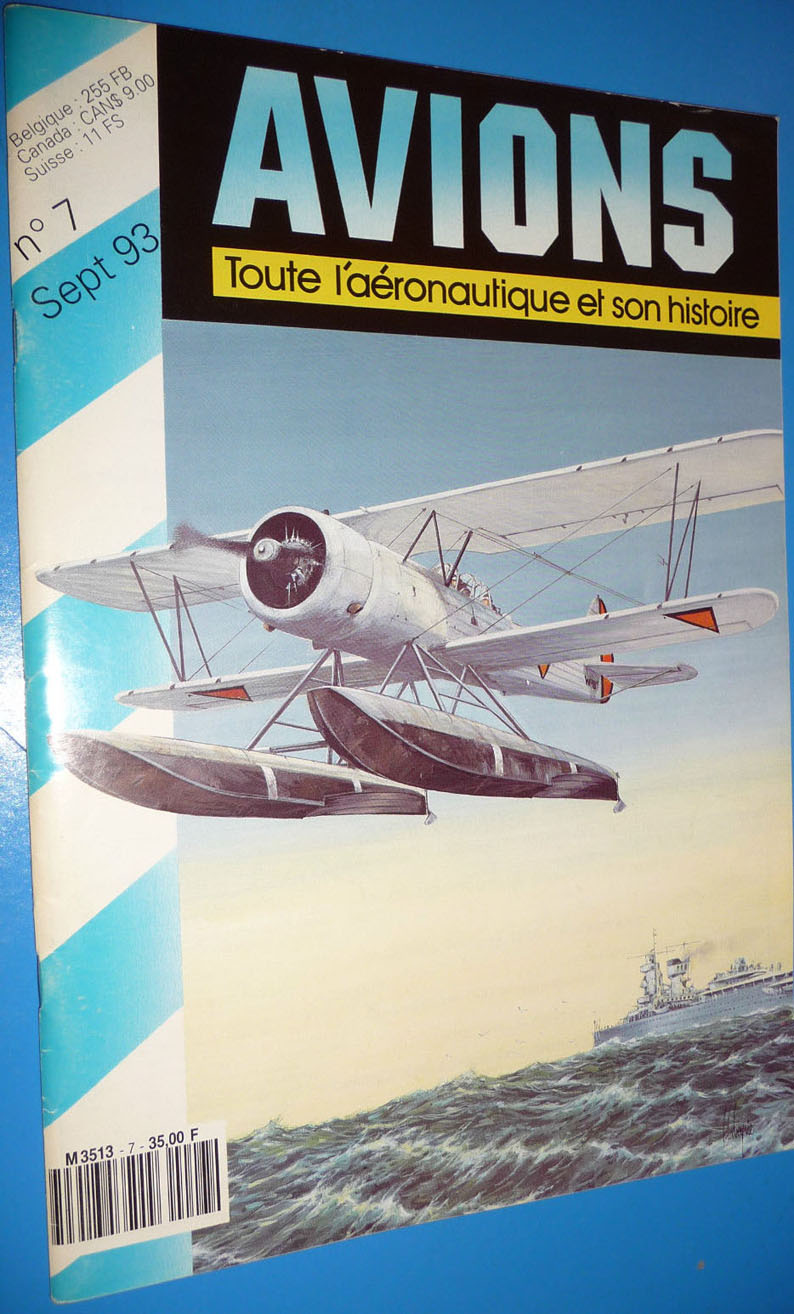 Belgique : 255 FB
Canada : CAN$ 9.00
Suisse : 11 FS
n° 7
Sept 93
AVIONS
Toute l'aéronautique et son histoire
M 3513 - 7 - 35,00 F